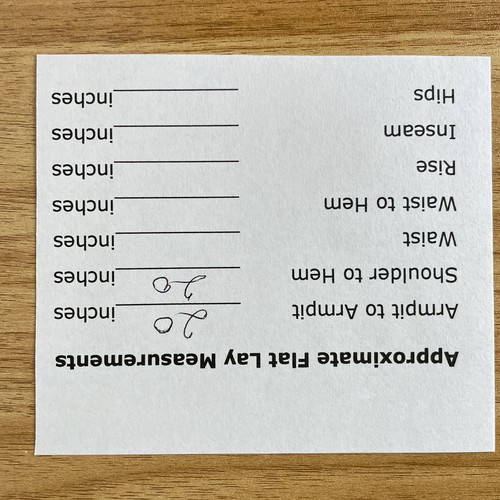 Approximate Flat Lay Measurements
Armpit to Armpit 20 inches
Shoulder to Hem 20 inches
Waist inches
Waist to Hem inches
Rise inches
Inseam inches
Hips inches